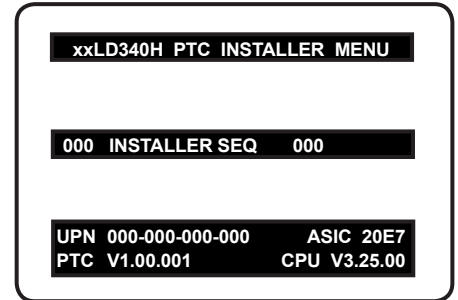 xxLD340H PTC INSTALLER MENU
000 INSTALLER SEQ 000
UPN 000-000-000-000 ASIC 20E7
PTC V1.00.001 CPU V3.25.00